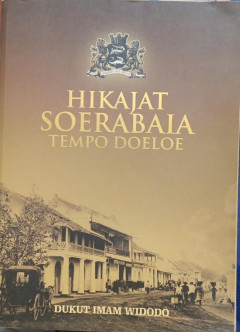 HIKAJAT
SOERABAIA
TEMPO DOELOE
DUKUT IMAM WIDODO